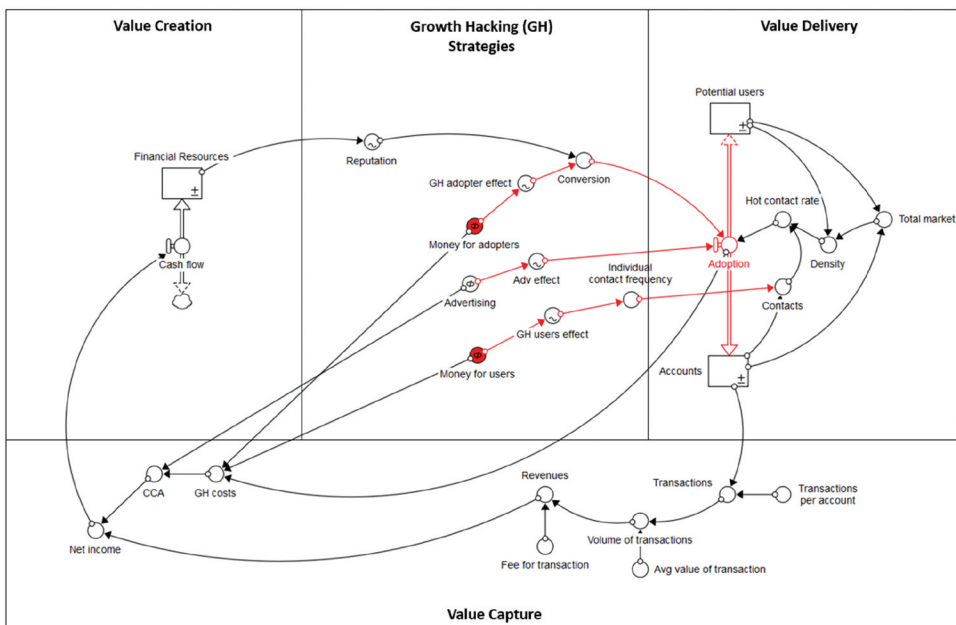 Value Creation
Growth Hacking (GH)
Strategies
Value Delivery
Potential users
Financial Resources
Reputation
GH adopter effect
Conversion
Hot contact rate
Total market
Money for adopters
Cash flow
Adv effect
Individual
contact frequency
Adoption
Density
Advertising
Contacts
GH users effect
Money for users
Accounts
CCA
GH costs
Revenues
Transactions
Transactions
per account
Net income
Volume of transactions
Fee for transaction
Avg value of transaction
Value Capture